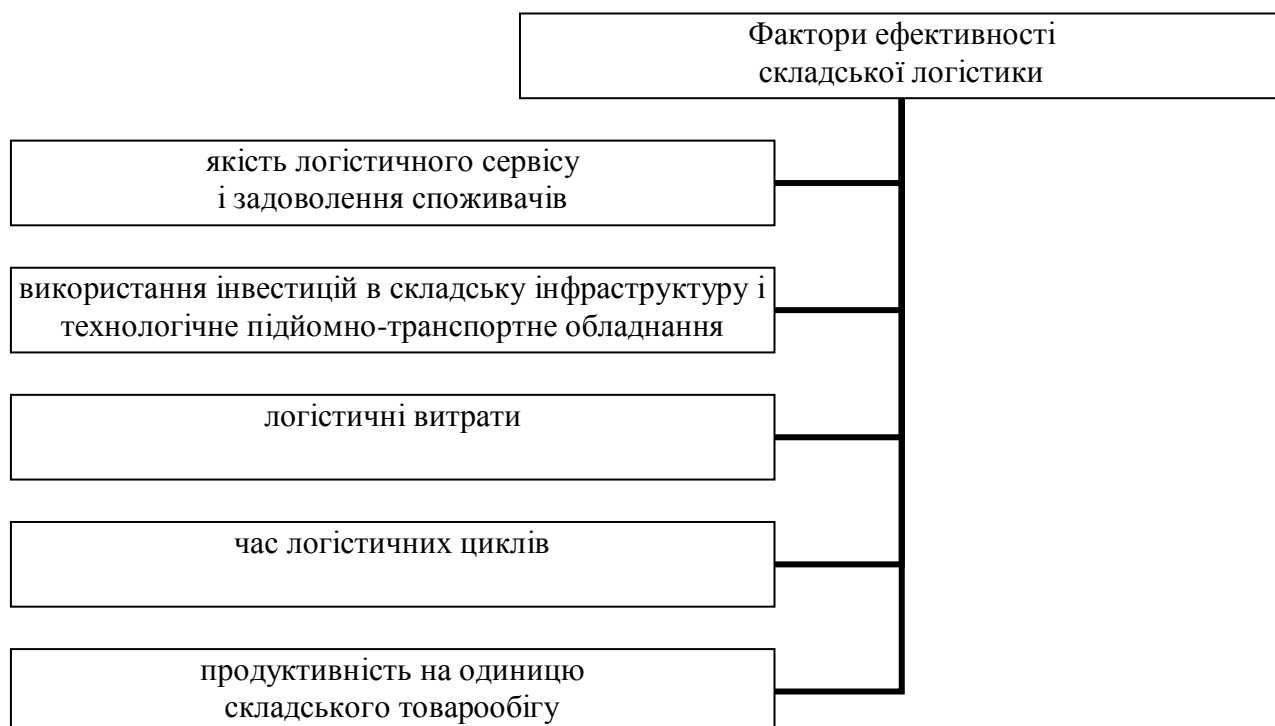 Фактори ефективності
складської логістики
якість логістичного сервісу
і задоволення споживачів
використання інвестицій в складську інфраструктуру і
технологічне підйомно-транспортне обладнання
логістичні витрати
час логістичних циклів
продуктивність на одиницю
складського товарообігу